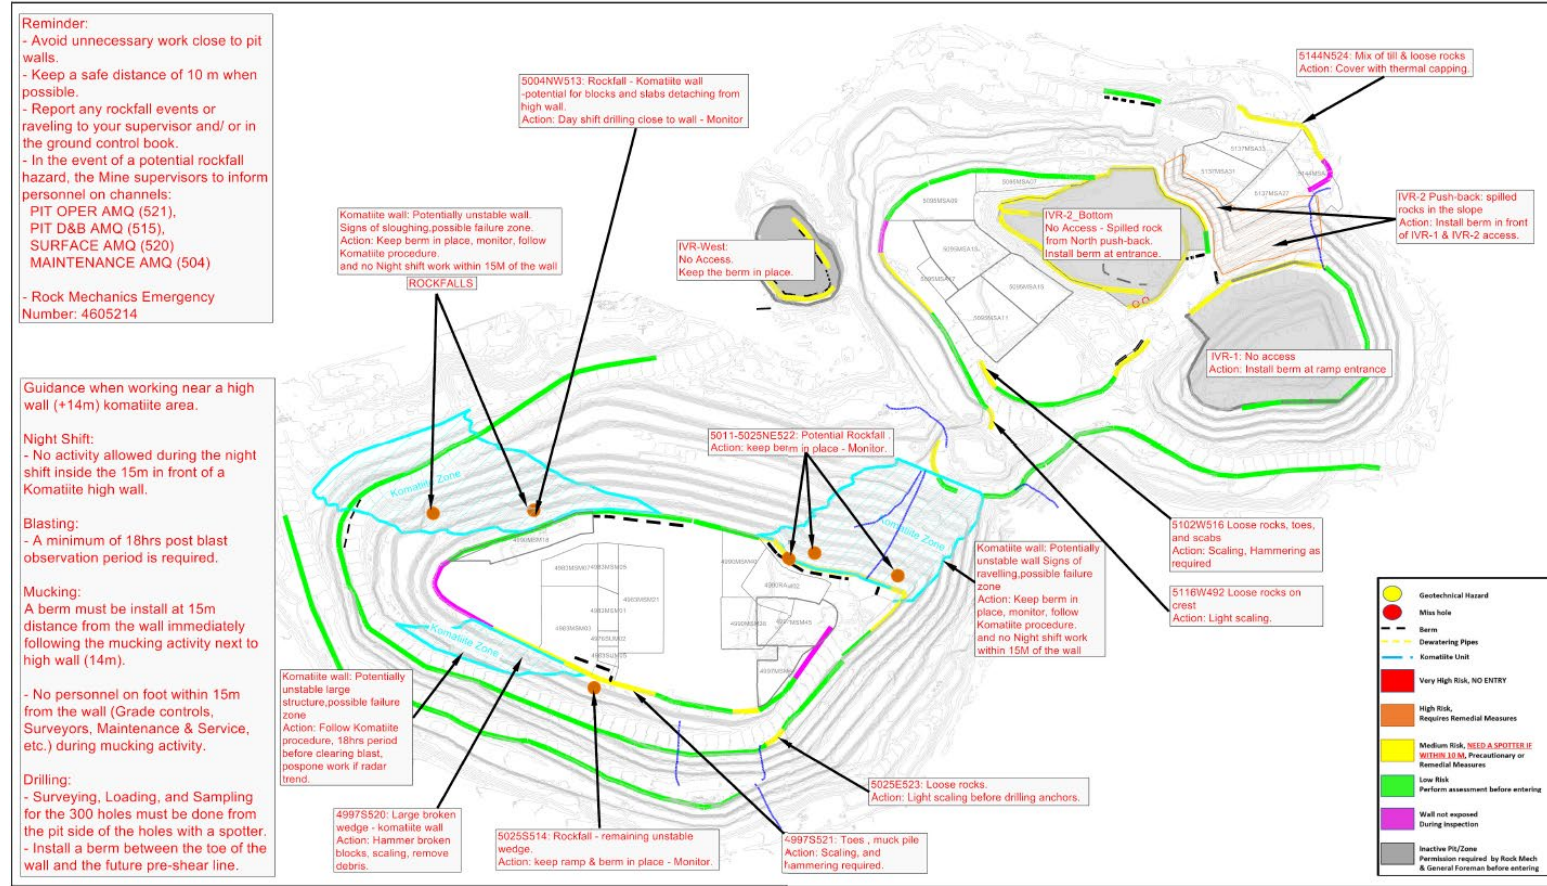 Reminder:
- Avoid unnecessary work close to pit
walls.
- Keep a safe distance of 10 m when
possible.
- Report any rockfall events or
raveling to your supervisor and/ or in
the ground control book.
- In the event of a potential rockfall
hazard, the Mine supervisors to inform
personnel on channels:
PIT OPER AMQ (521),
PIT D&B AMQ (515),
SURFACE AMQ (520)
MAINTENANCE AMQ (504)
- Rock Mechanics Emergency
Number: 4605214
Guidance when working near a high
wall (+14m) komatiite area.
Night Shift:
- No activity allowed during the night
shift inside the 15m in front of a
Komatiite high wall.
Blasting:
- A minimum of 18hrs post blast
observation period is required.
Mucking:
A berm must be install at 15m
distance from the wall immediately
following the mucking activity next to
high wall (14m).
- No personnel on foot within 15m
from the wall (Grade controls,
Surveyors, Maintenance & Service,
etc.) during mucking activity.
Drilling:
- Surveying, Loading, and Sampling
for the 300 holes must be done from
the pit side of the holes with a spotter.
- Install a berm between the toe of the
wall and the future pre-shear line.
5004NW513: Rockfall - Komatiite wall
-potential for blocks and slabs detaching from
high wall.
Action: Day shift drilling close to wall - Monitor
Komatiite wall: Potentially unstable wall.
Signs of sloughing,possible failure zone.
Action: Keep berm in place, monitor, follow
Komatiite procedure.
and no Night shift work within 15M of the wall
ROCKFALLS
IVR-West:
No Access.
Keep the berm in place.
IVR-2_Bottom
No Access - Spilled rock
from North push-back.
Install berm at entrance.
5144N524: Mix of till & loose rocks
Action: Cover with thermal capping.
IVR-2 Push-back: spilled
rocks in the slope
Action: Install berm in front
of IVR-1 & IVR-2 access.
IVR-1: No access
Action: Install berm at ramp entrance
5137MSA33
5137MSA31
5137MSA27
5095MSA07
5095MSA09
5095MSA15
5095MSA11
5011-5025NE522: Potential Rockfall .
Action: keep berm in place - Monitor.
Komatiite Zone
Komatiite Zone
Komatiite Zone
4990MSM18
4983MSM05
4983MSM21
4983MSM01
4983MSM03
4997MSM45
5102W516 Loose rocks, toes,
and scabs
Action: Scaling, Hammering as
required
5116W492 Loose rocks on
crest
Action: Light scaling.
Komatiite wall: Potentially
unstable wall Signs of
ravelling,possible failure
zone
Action: Keep berm in
place, monitor, follow
Komatiite procedure.
and no Night shift work
within 15M of the wall
Komatiite wall: Potentially
unstable large
structure,possible failure
zone
Action: Follow Komatiite
procedure, 18hrs period
before clearing blast,
pospone work if radar
trend.
4997S520: Large broken
wedge - komatiite wall
Action: Hammer broken
blocks, scaling, remove
debris.
5025S514: Rockfall - remaining unstable
wedge.
Action: keep ramp & berm in place - Monitor.
4997S521: Toes , muck pile
Action: Scaling, and
hammering required.
5025E523: Loose rocks.
Action: Light scaling before drilling anchors.
Geotechnical Hazard
Miss hole
Berm
Dewatering Pipes
Komatiite Unit
Very High Risk, NO ENTRY
High Risk,
Requires Remedial Measures
Medium Risk, NEED A SPOTTER IF
WITHIN 10 M, Precautionary or
Remedial Measures
Low Risk
Perform assessment before entering
Wall not exposed
During inspection
Inactive Pit/Zone
Permission required by Rock Mech
& General Foreman before entering